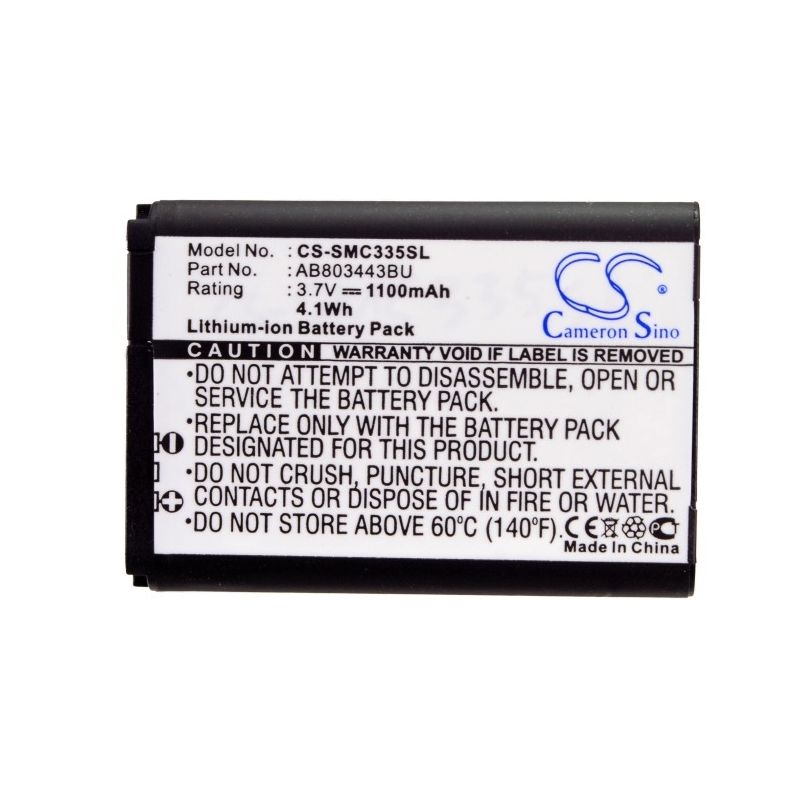 Model No. : CS-SMC335SL
Part No. : AB803443BU
Rating : 3.7V 1100mAh
4.1Wh
Lithium-ion Battery Pack
CS ®
Cameron Sino
CAUTION WARRANTY VOID IF LABEL IS REMOVED
•DO NOT ATTEMPT TO DISASSEMBLE, OPEN OR
SERVICE THE BATTERY PACK.
•REPLACE ONLY WITH THE BATTERY PACK
DESIGNATED FOR THIS PRODUCT.
•DO NOT CRUSH, PUNCTURE, SHORT EXTERNAL
CONTACTS OR DISPOSE OF IN FIRE OR WATER.
•DO NOT STORE ABOVE 60°C (140°F) CE
Made In China